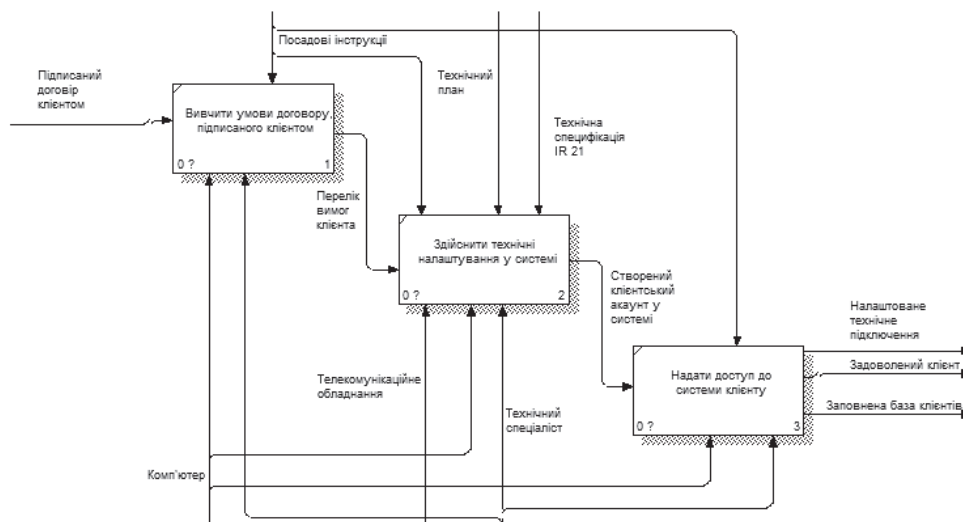 Посадові інструкції
Підписаний
договір
клієнтом
Технічний
план
Вивчити умови договору,
підписаного клієнтом
0 ?
1
Технічна
специфікація
IR 21
Перелік
вимог
клієнта
Здійснити технічні
налаштування у системі
0 ?
2
Створений
клієнтський
акаунт у
системі
Налаштоване
технічне
підключення
Задоволений клієнт
Надати доступ до
системи клієнту
0 ?
3
Заповнена база клієнтів
Телекомунікаційне
обладнання
Технічний
спеціаліст
Комп'ютер